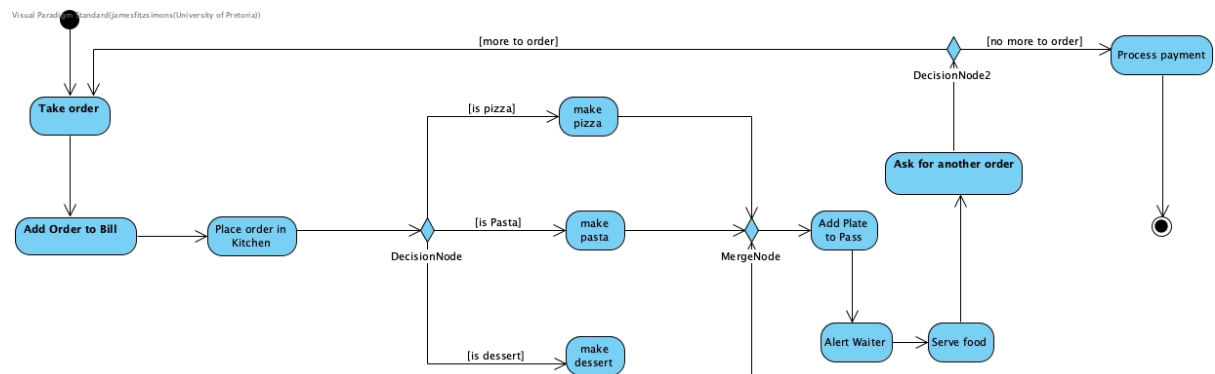 Visual Paradigm Standard(jamesfitzsimons(University of Pretoria))
[more to order]
[no more to order]
Process payment
DecisionNode2
Take order
[is pizza]
make
pizza
Ask for another order
Add Order to Bill
Place order in
Kitchen
[is Pasta]
make
pasta
Add Plate
to Pass
DecisionNode
MergeNode
Alert Waiter
Serve food
[is dessert]
make
dessert